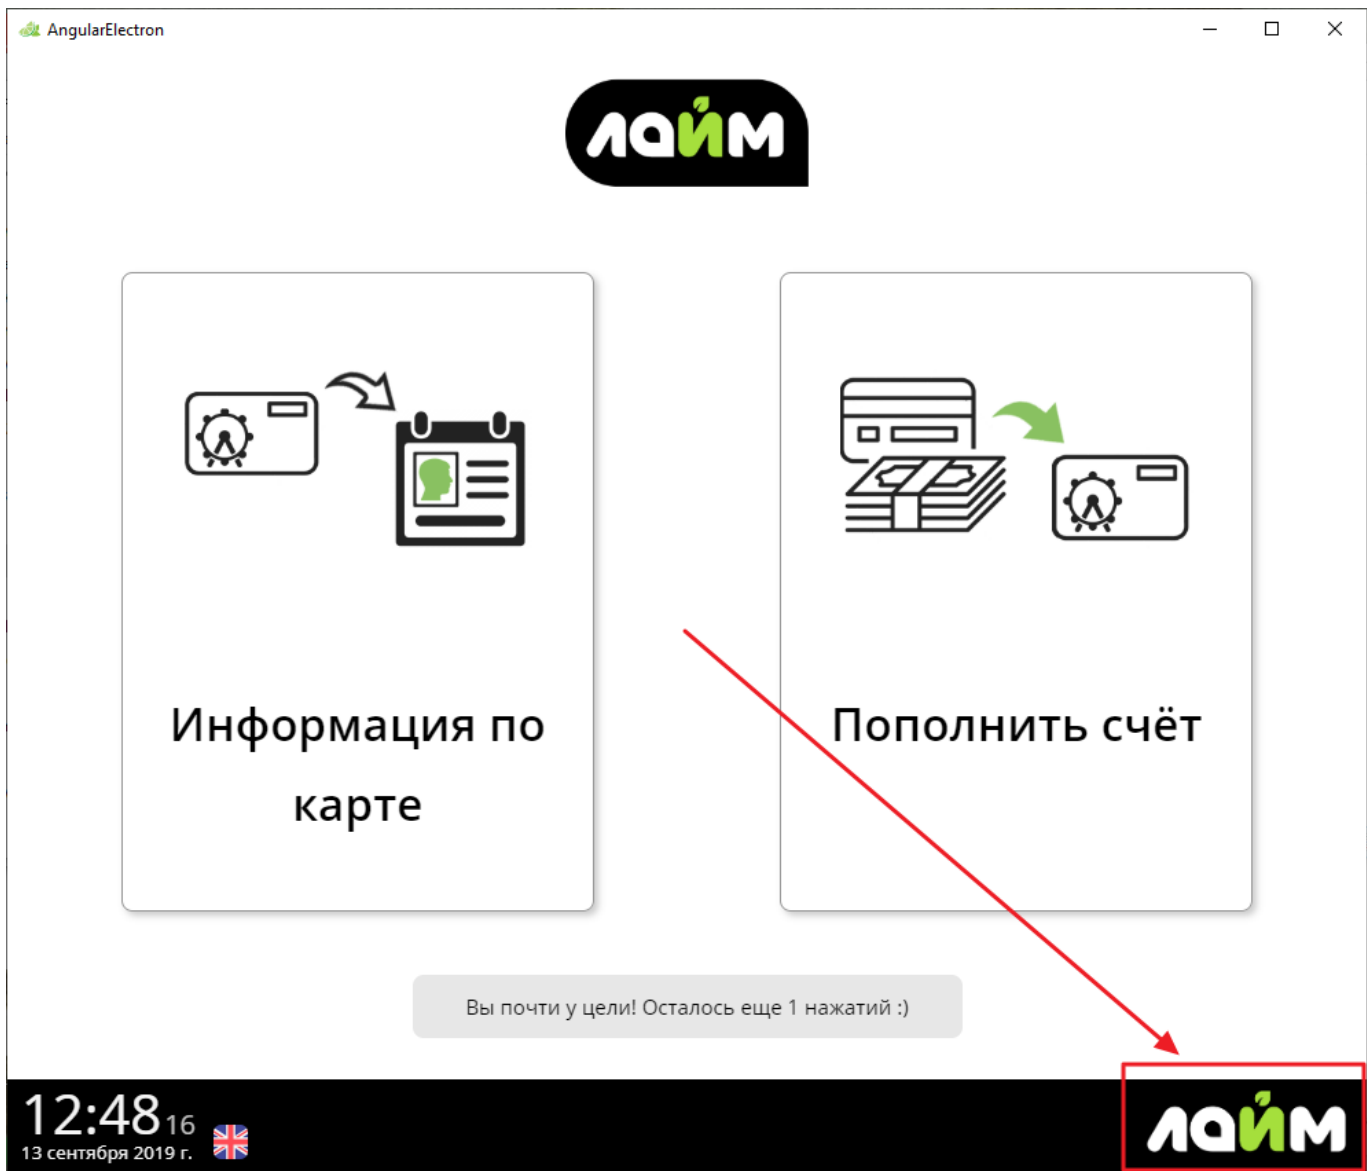 AngularElectron
лайм
Информация по
карте
Пополнить счёт
Вы почти у цели! Осталось еще 1 нажатий :)
12:48 16
13 сентября 2019 г.
лайм